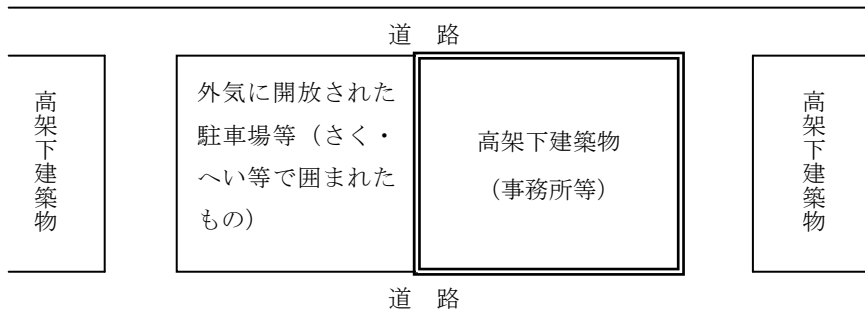 道 路
高架下建築物
外気に開放された
駐車場等（さく・
へい等で囲まれた
もの）
高架下建築物
（事務所等）
高架下建築物
道 路